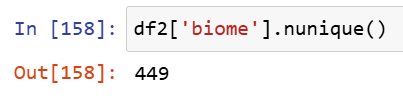 In [158]: df2['biome'].nunique()
Out[158]: 449